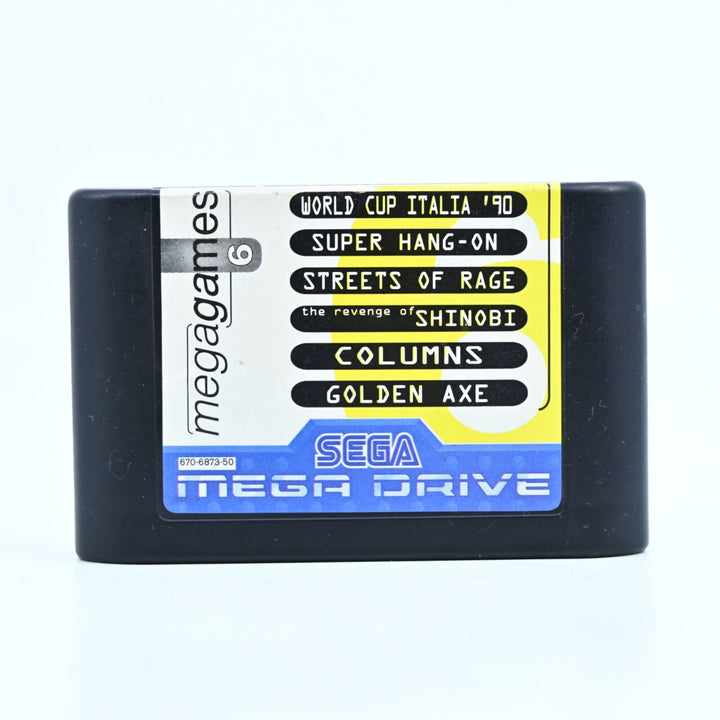 megagames 6
WORLD CUP ITALIA '90
SUPER HANG-ON
STREETS OF RAGE
the revenge of SHINOBI
COLUMNS
GOLDEN AXE
SEGA
670-6873-50
MEGA DRIVE